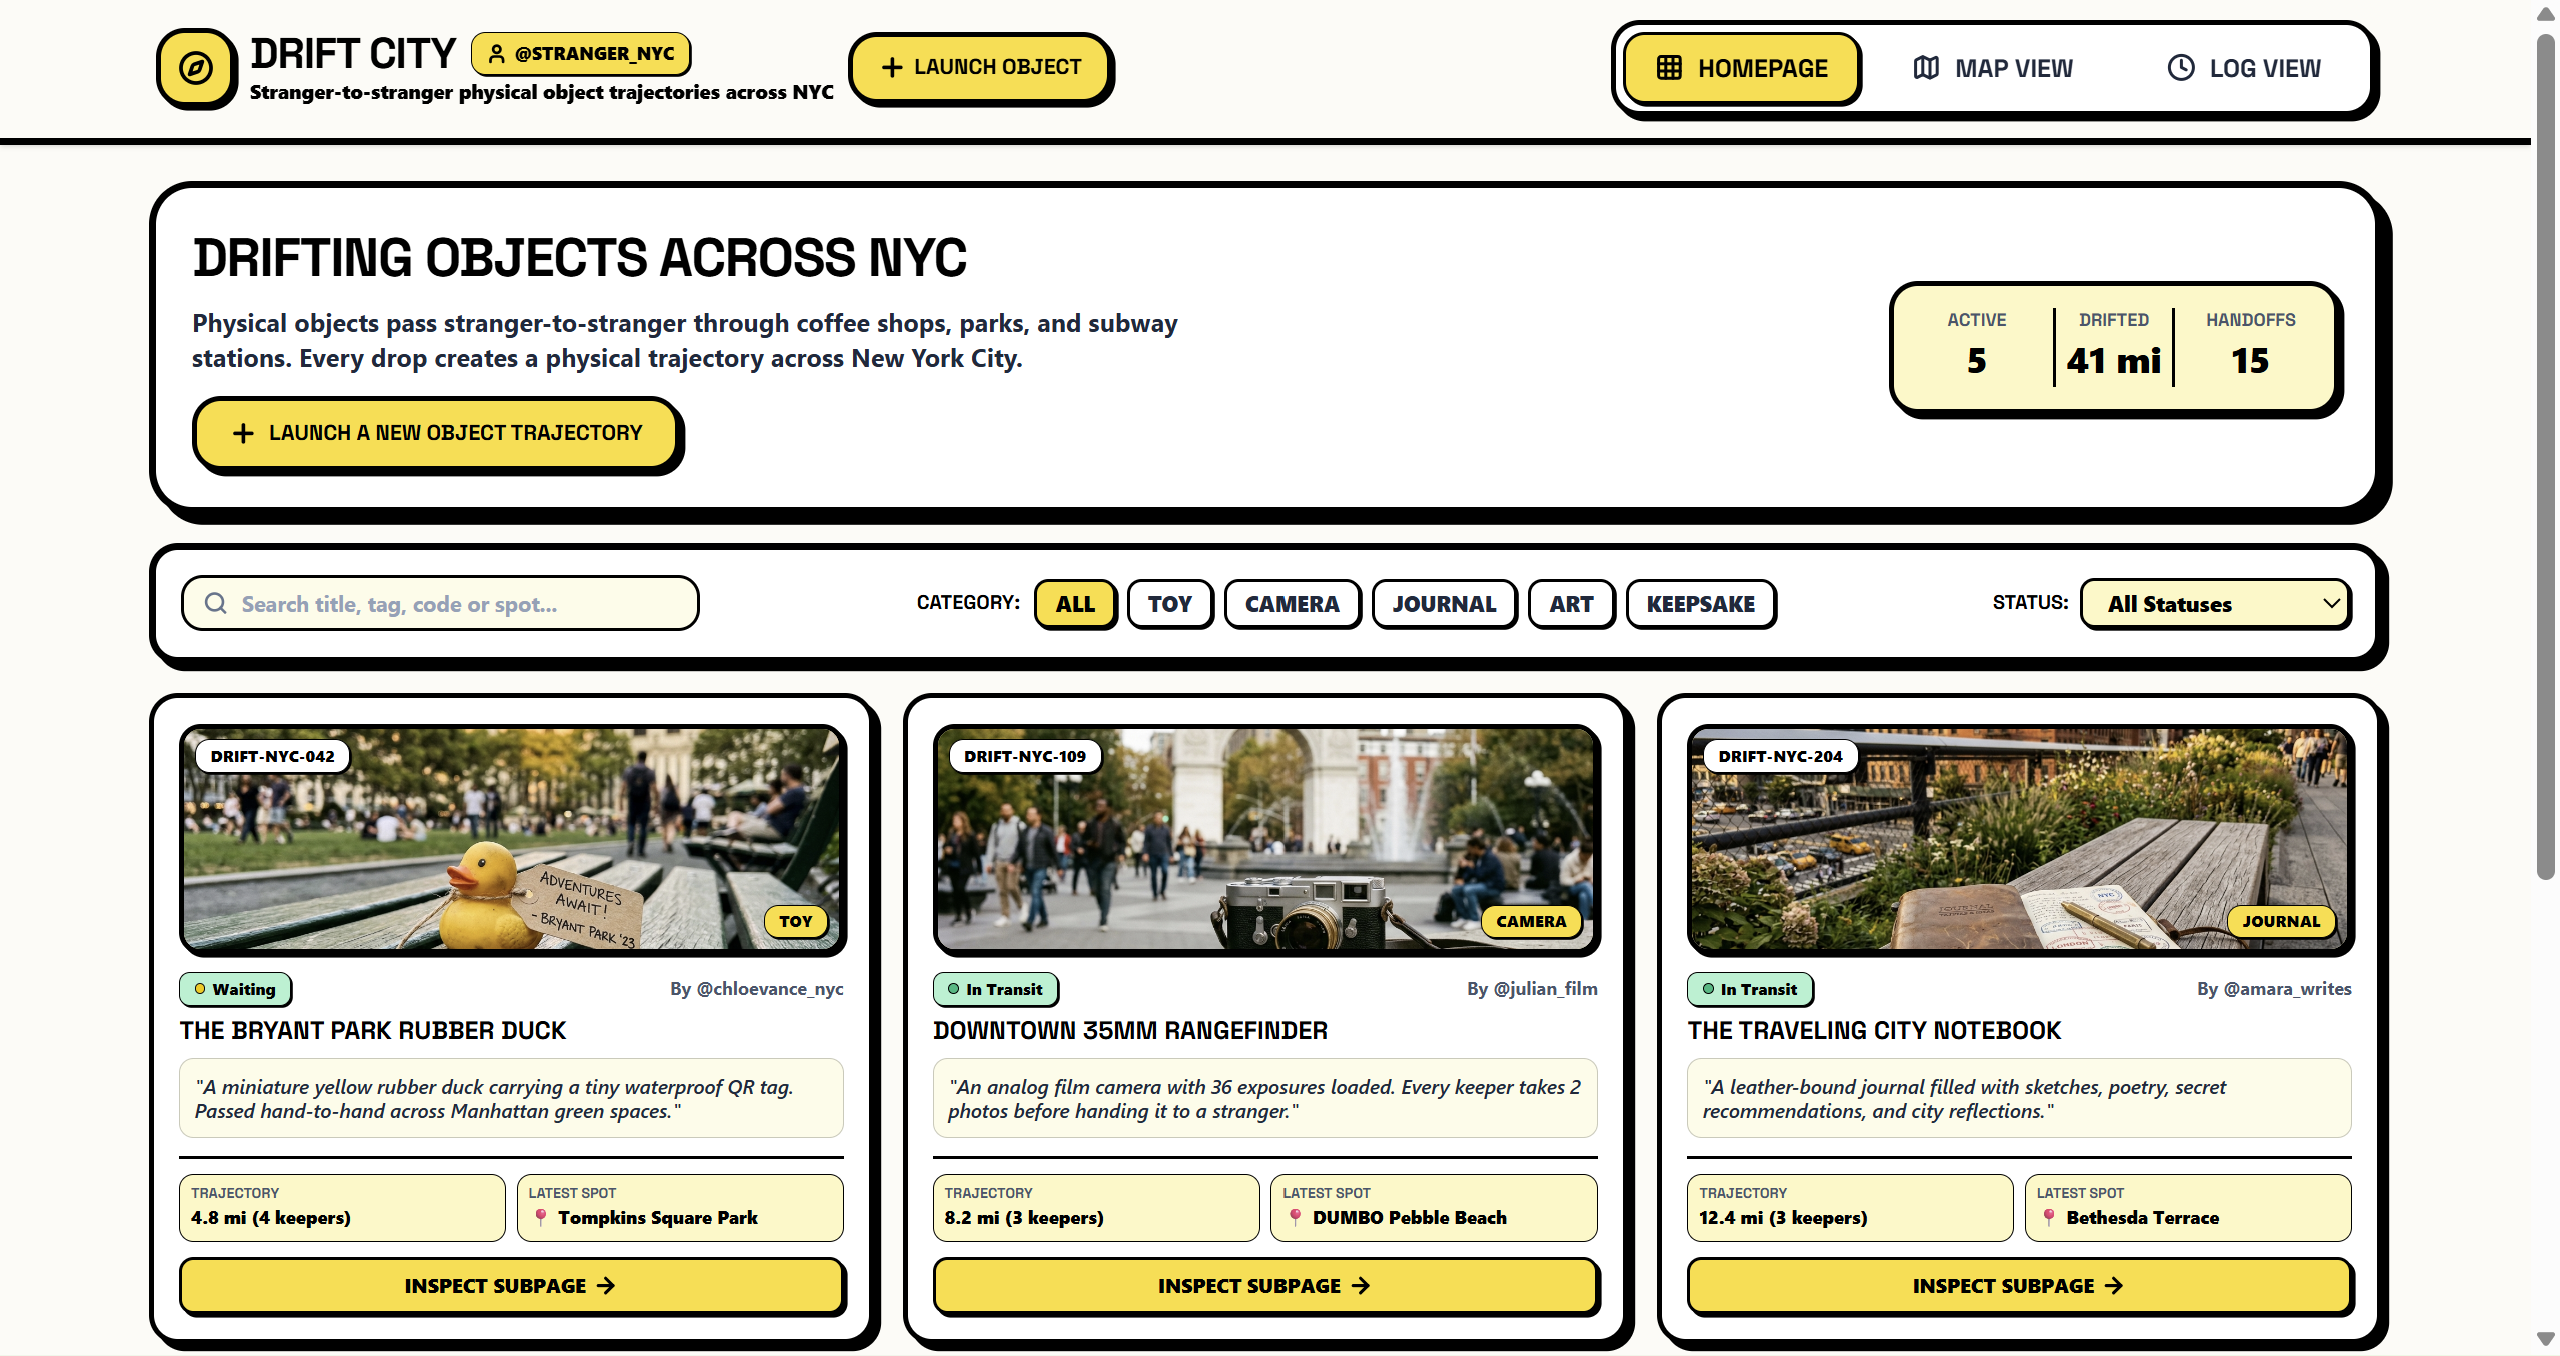 DRIFT CITY
@STRANGER_NYC
Stranger-to-stranger physical object trajectories across NYC
LAUNCH OBJECT
HOMEPAGE
MAP VIEW
LOG VIEW
DRIFTING OBJECTS ACROSS NYC
Physical objects pass stranger-to-stranger through coffee shops, parks, and subway
stations. Every drop creates a physical trajectory across New York City.
LAUNCH A NEW OBJECT TRAJECTORY
ACTIVE
5
DRIFTED
41 mi
HANDOFFS
15
Search title, tag, code or spot...
CATEGORY:
ALL
TOY
CAMERA
JOURNAL
ART
KEEPSAKE
STATUS:
All Statuses
DRIFT-NYC-042
ADVENTURES
AWAIT!
- BRYANT PARK '23
TOY
Waiting
By @chloevance_nyc
THE BRYANT PARK RUBBER DUCK
"A miniature yellow rubber duck carrying a tiny waterproof QR tag.
Passed hand-to-hand across Manhattan green spaces."
TRAJECTORY
4.8 mi (4 keepers)
LATEST SPOT
📍 Tompkins Square Park
INSPECT SUBPAGE →
DRIFT-NYC-109
CAMERA
In Transit
By @julian_film
DOWNTOWN 35MM RANGEFINDER
"An analog film camera with 36 exposures loaded. Every keeper takes 2
photos before handing it to a stranger."
TRAJECTORY
8.2 mi (3 keepers)
LATEST SPOT
📍 DUMBO Pebble Beach
INSPECT SUBPAGE →
DRIFT-NYC-204
JOURNAL
NYC
LONDON
JOURNAL
In Transit
By @amara_writes
THE TRAVELING CITY NOTEBOOK
"A leather-bound journal filled with sketches, poetry, secret
recommendations, and city reflections."
TRAJECTORY
12.4 mi (3 keepers)
LATEST SPOT
📍 Bethesda Terrace
INSPECT SUBPAGE →